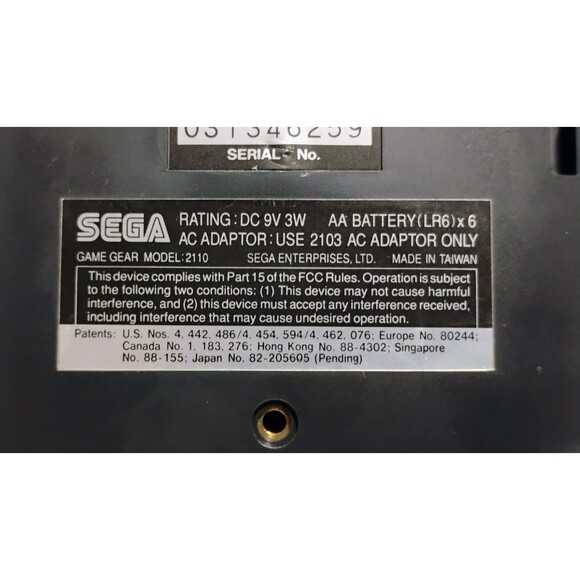 031346259
SERIAL No.
SEGA RATING: DC 9V 3W AA BATTERY(LR6)x 6
AC ADAPTOR: USE 2103 AC ADAPTOR ONLY
GAME GEAR MODEL: 2110 SEGA ENTERPRISES, LTD. MADE IN TAIWAN
This device complies with Part 15 of the FCC Rules. Operation is subject
to the following two conditions: (1) This device may not cause harmful
interference, and (2) this device must accept any interference received,
including interference that may cause undesired operation.
Patents: U.S. Nos. 4, 442, 486/4, 454, 594/4, 462, 076; Europe No. 80244;
Canada No. 1, 183, 276; Hong Kong No. 88-4302; Singapore
No. 88-155; Japan No. 82-205605 (Pending)